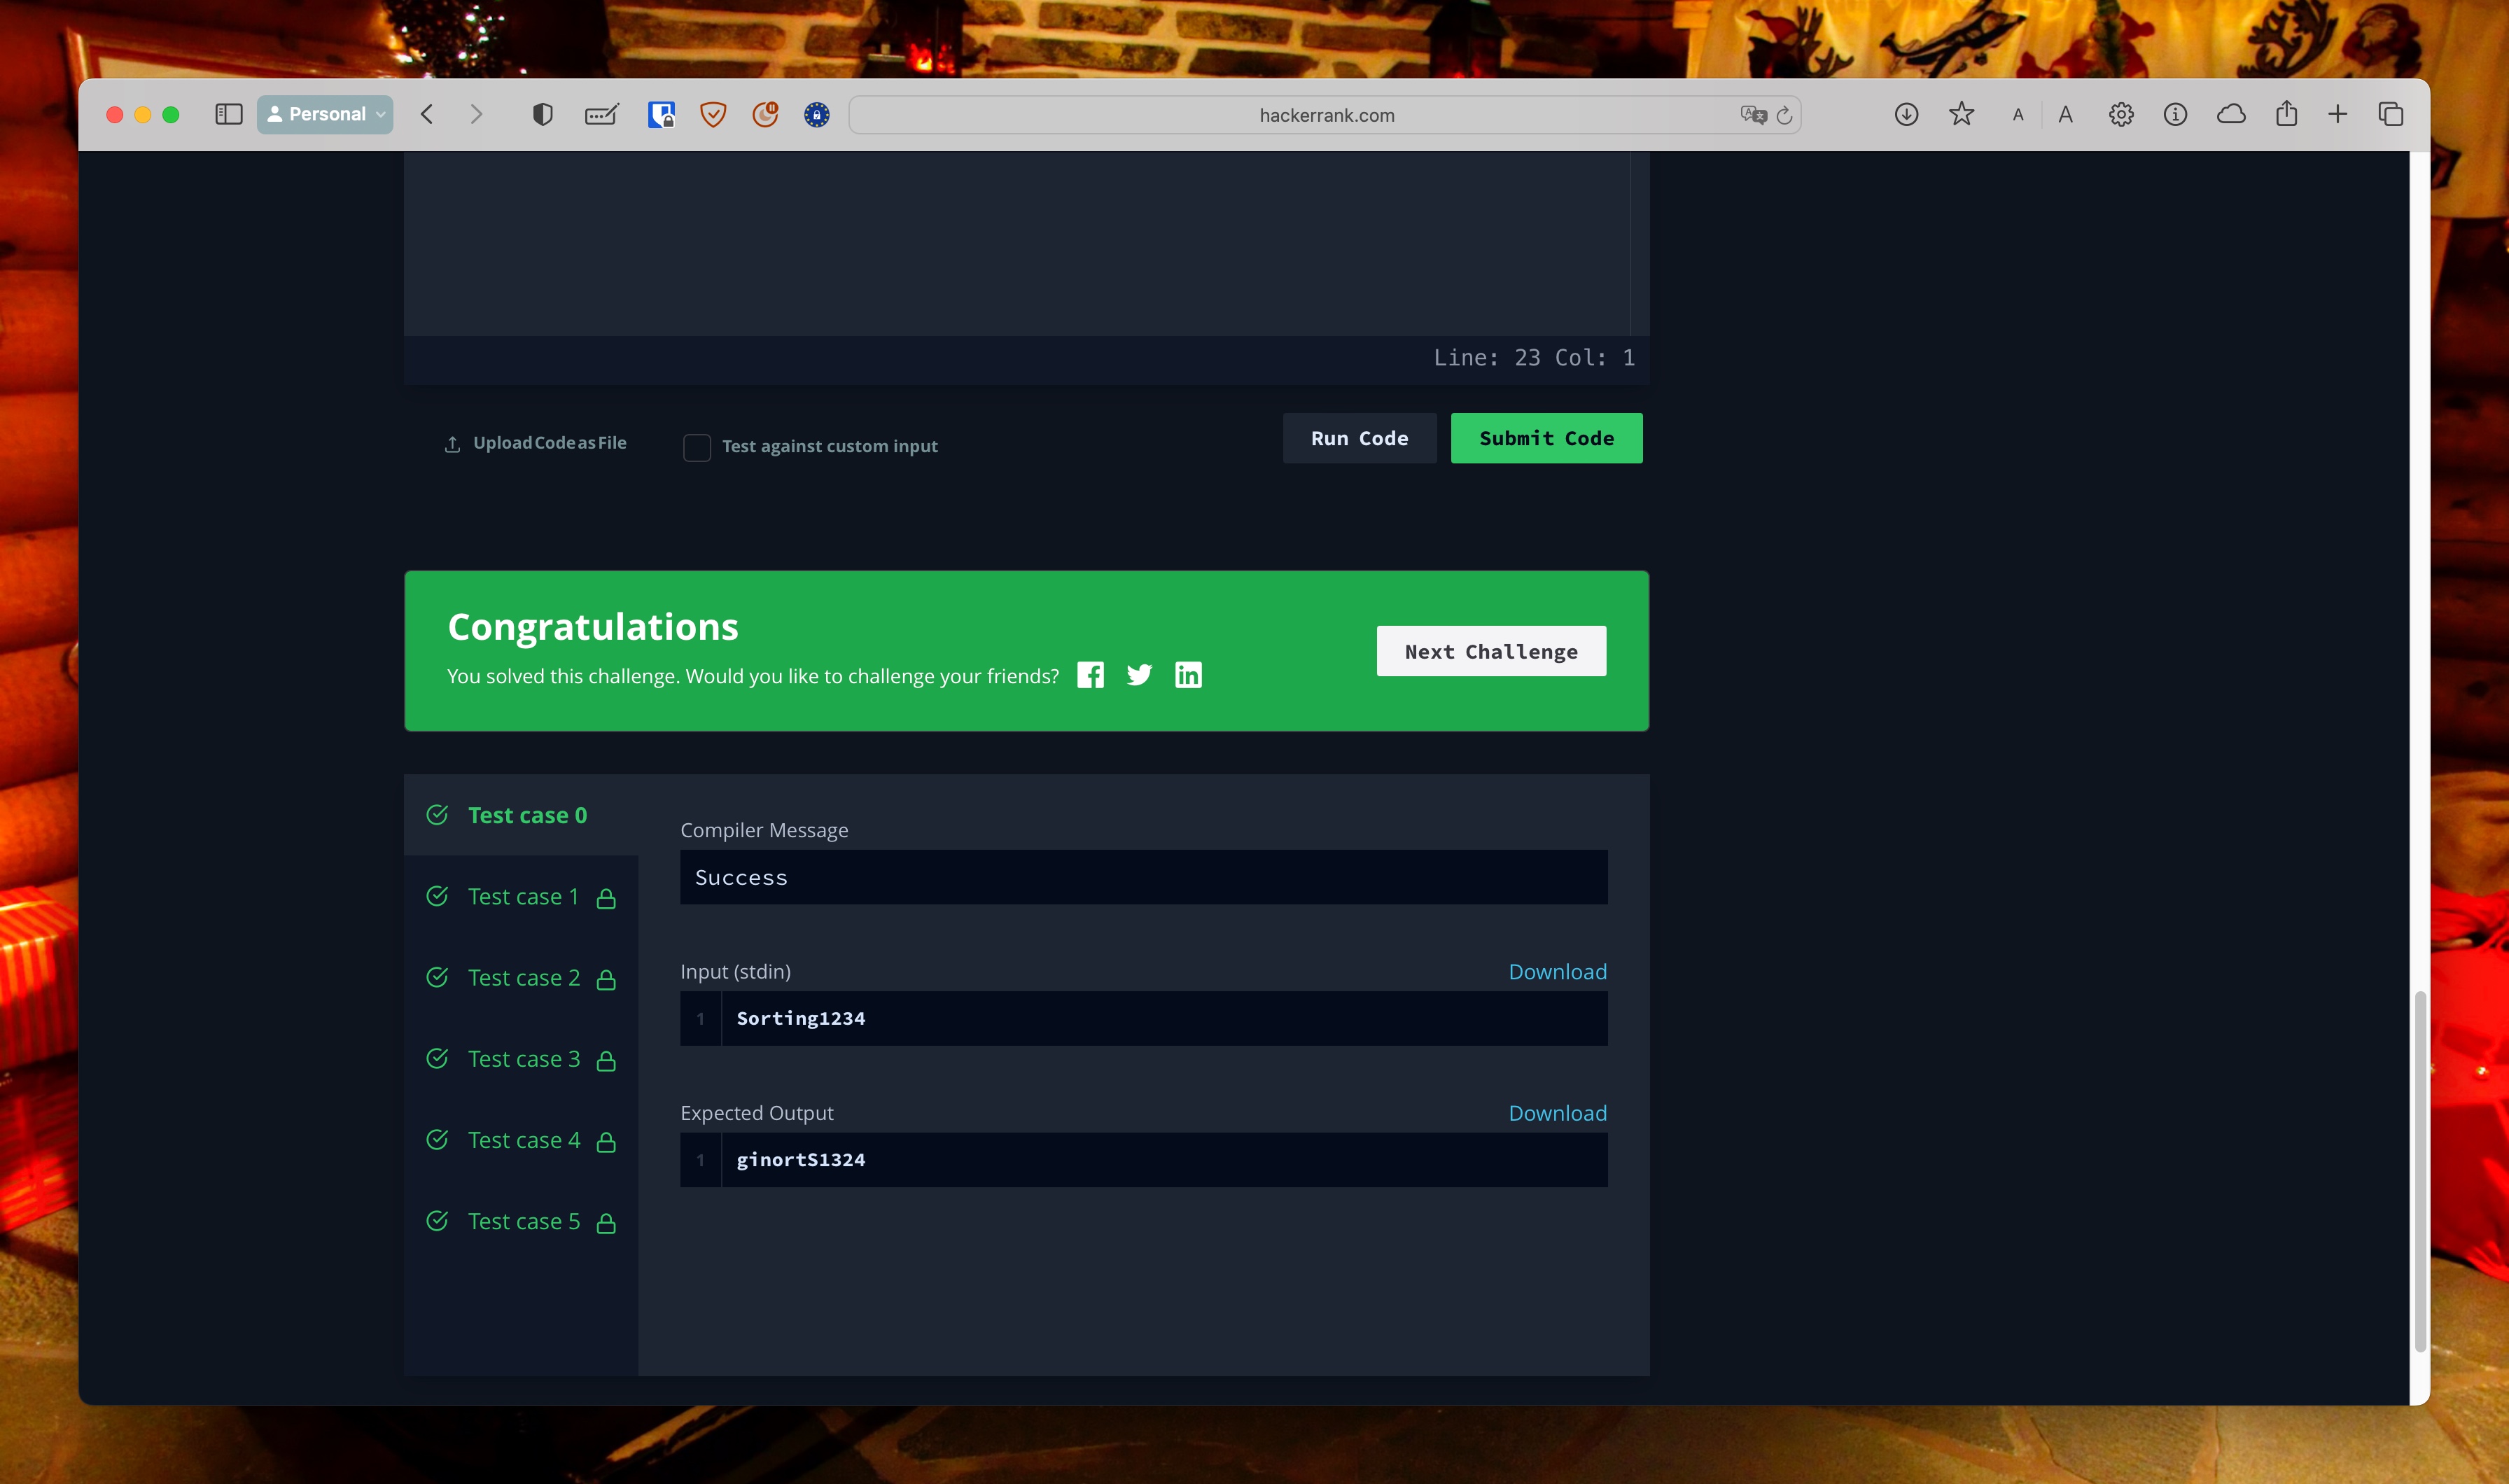 Personal
hackerrank.com
A A
Line: 23 Col: 1
Upload Code as File
Test against custom input
Run Code
Submit Code
Congratulations
You solved this challenge. Would you like to challenge your friends?
Next Challenge
Test case 0
Test case 1
Test case 2
Test case 3
Test case 4
Test case 5
Compiler Message
Success
Input (stdin)
Download
1 Sorting1234
Expected Output
Download
1 ginortS1324